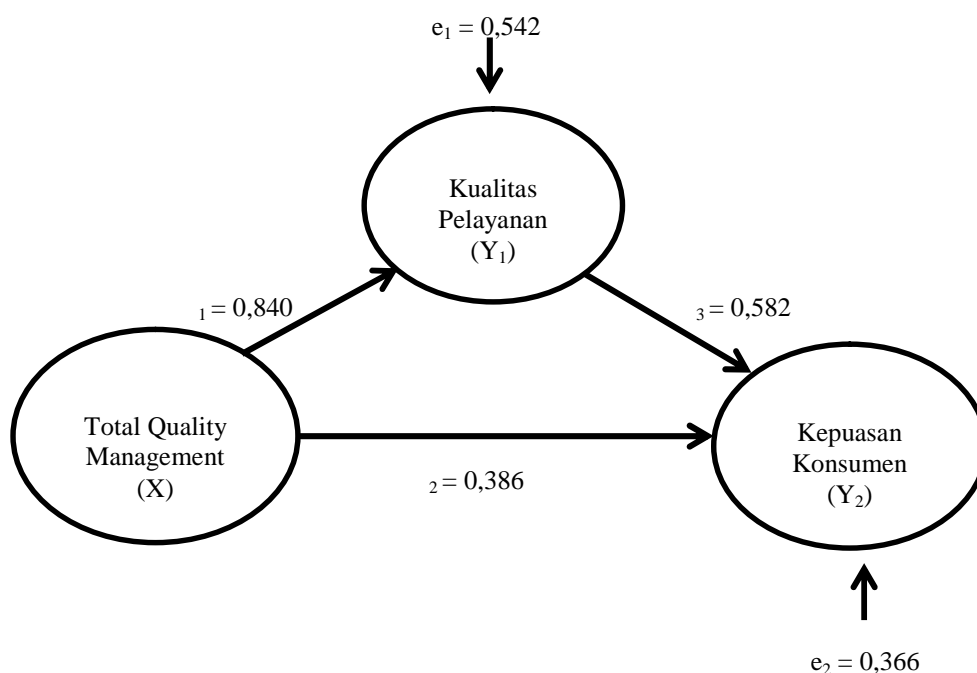 e₁ = 0,542
Kualitas
Pelayanan
(Y₁)
₁ = 0,840
₃ = 0,582
Total Quality
Management
(X)
Kepuasan
Konsumen
(Y₂)
₂ = 0,386
e₂ = 0,366